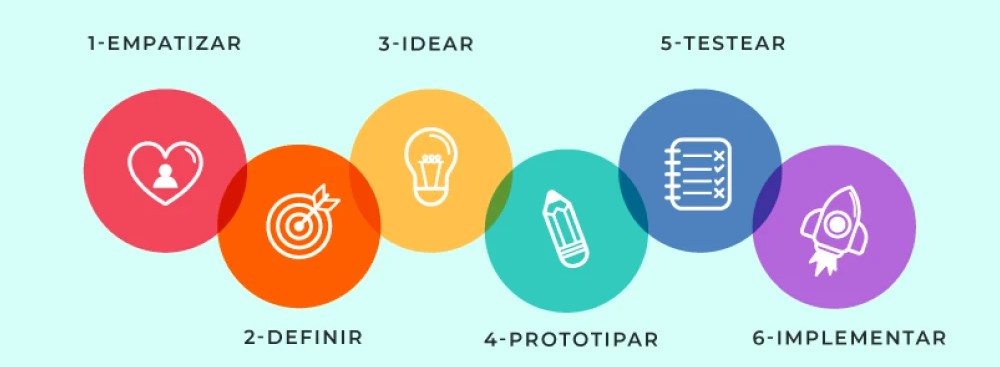 1-EMPATIZAR
2-DEFINIR
3-IDEAR
4-PROTOTIPAR
5-TESTEAR
6-IMPLEMENTAR